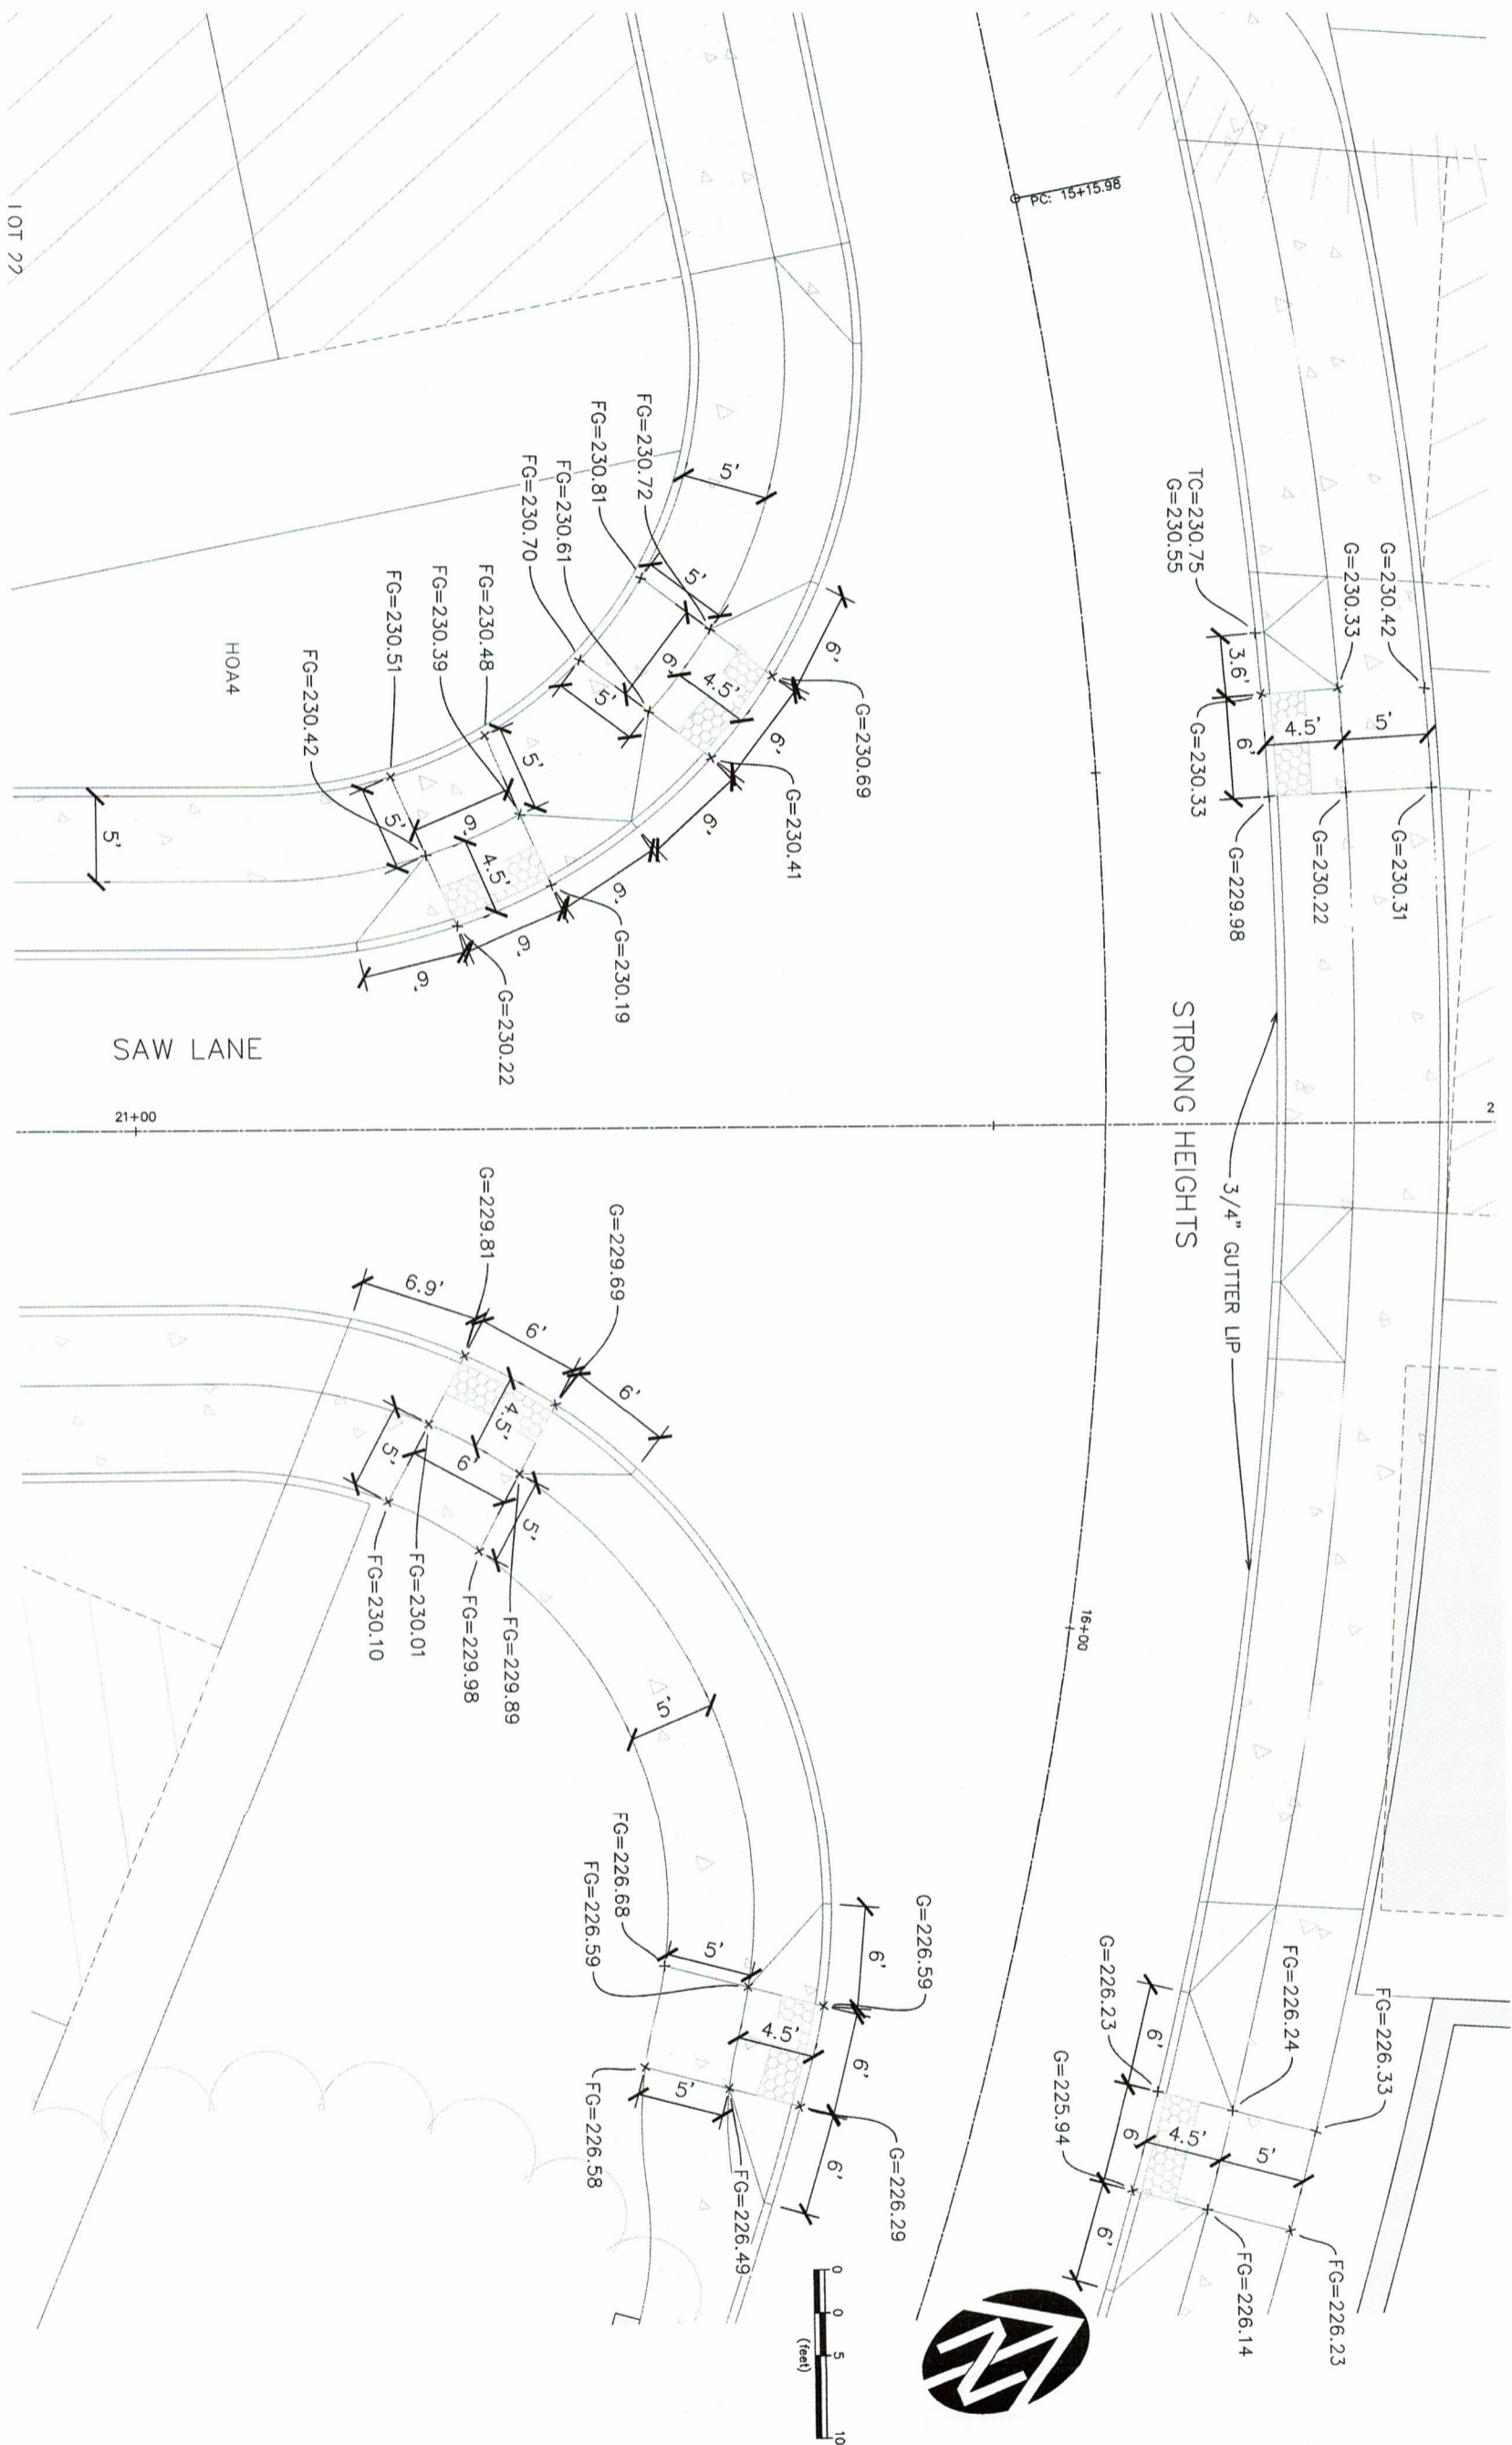 LOT 22
PC: 15+15.98
TC=230.75
G=230.55
G=230.33
G=230.42
3.6'
6'
4.5'
5'
G=230.33
G=229.98
G=230.22
G=230.31
FG=230.72
FG=230.81
FG=230.61
FG=230.70
FG=230.48
FG=230.39
FG=230.51
FG=230.42
HOA4
5'
5'
6'
6'
4.5'
5'
G=230.69
6'
G=230.41
6'
5'
6'
4.5'
5'
6'
G=230.19
6'
6'
G=230.22
5'
SAW LANE
21+00
2
STRONG HEIGHTS
3/4" GUTTER LIP
G=229.81
G=229.69
6.9'
6'
6'
4.5'
6'
5'
5'
FG=230.10
FG=230.01
FG=229.98
FG=229.89
5'
16+00
FG=226.68
FG=226.59
5'
6'
G=226.59
4.5'
6'
5'
6'
FG=226.58
FG=226.49
G=226.29
G=226.23
FG=226.24
FG=226.33
6'
G=225.94
6'
4.5'
5'
6'
FG=226.14
FG=226.23
N
0
0
5
10
(feet)